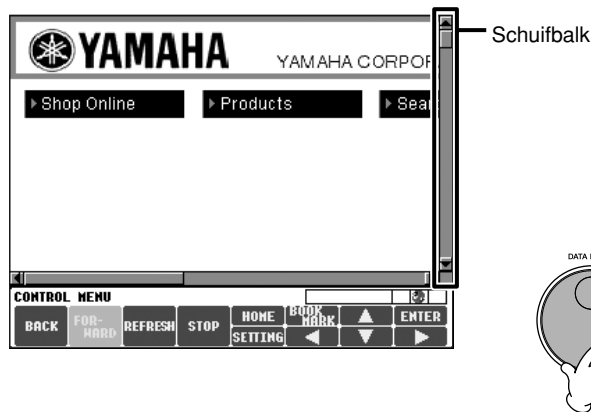 YAMAHA
YAMAHA CORPOR
Schuifbalk
Shop Online
Products
Sear
CONTROL MENU
BACK
FOR-
WARD
REFRESH
STOP
HOME
SETTING
BOOK
MARK
ENTER
DATA